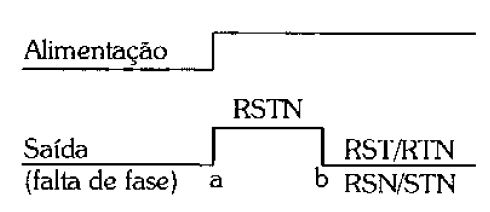 Alimentação
RSTN
Saída
RST/RTN
(falta de fase) a b RSN/STN